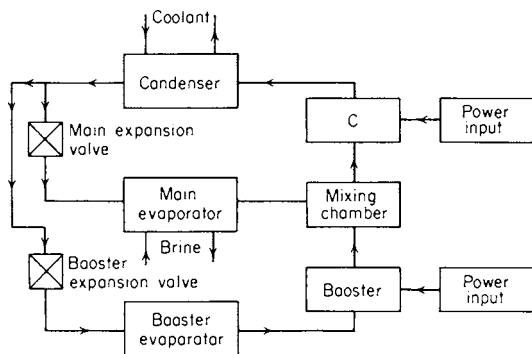 Coolant
Condenser
C
Power
input
Main expansion
valve
Main
evaporator
Mixing
chamber
Brine
Booster
expansion valve
Booster
Power
input
Booster
evaporator